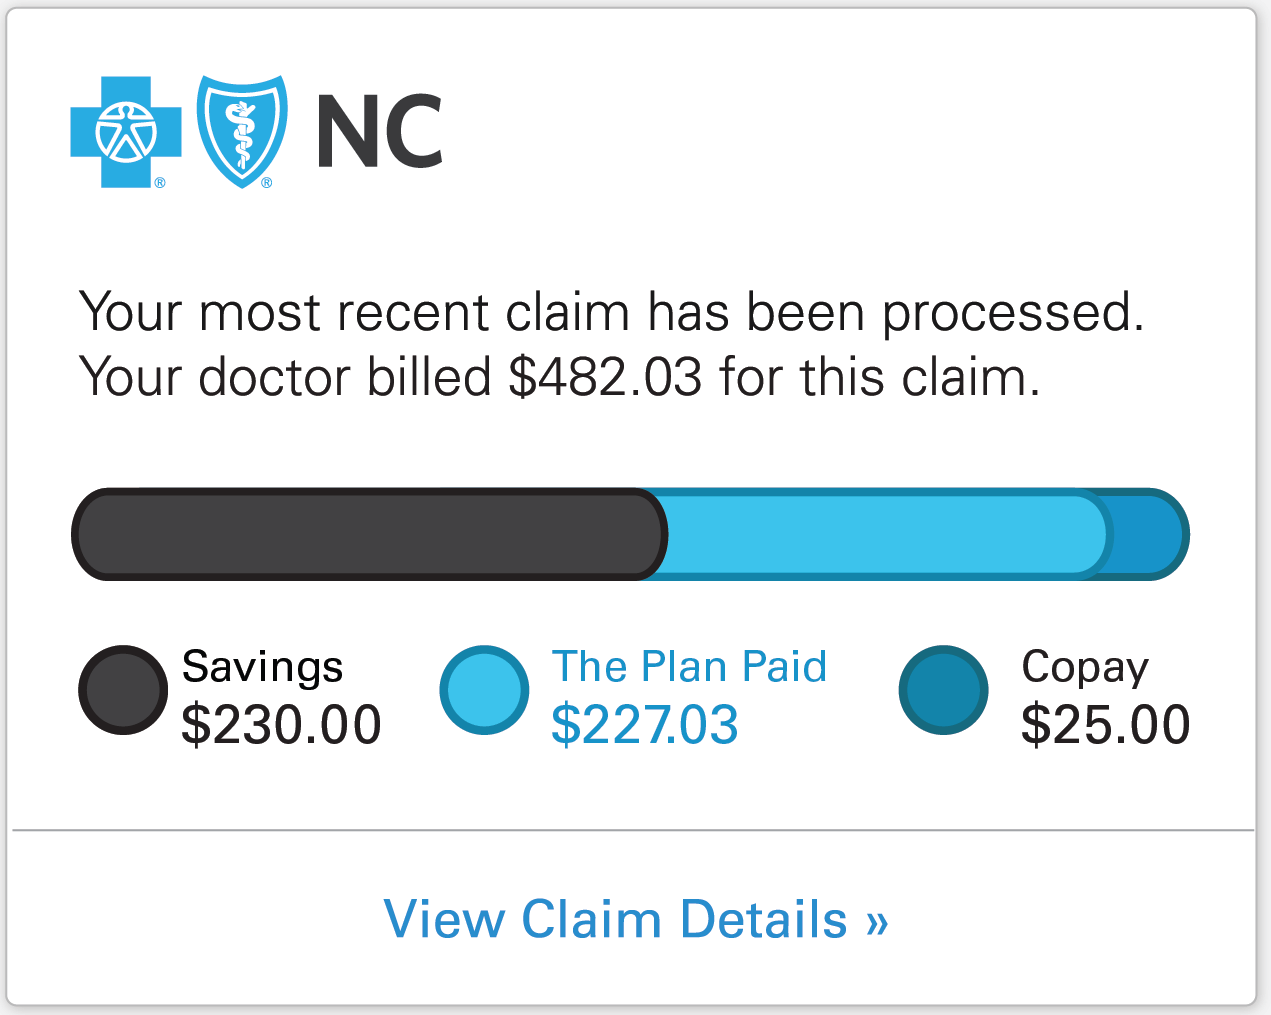 NC
Your most recent claim has been processed.
Your doctor billed $482.03 for this claim.
Savings
$230.00
The Plan Paid
$227.03
Copay
$25.00
View Claim Details »